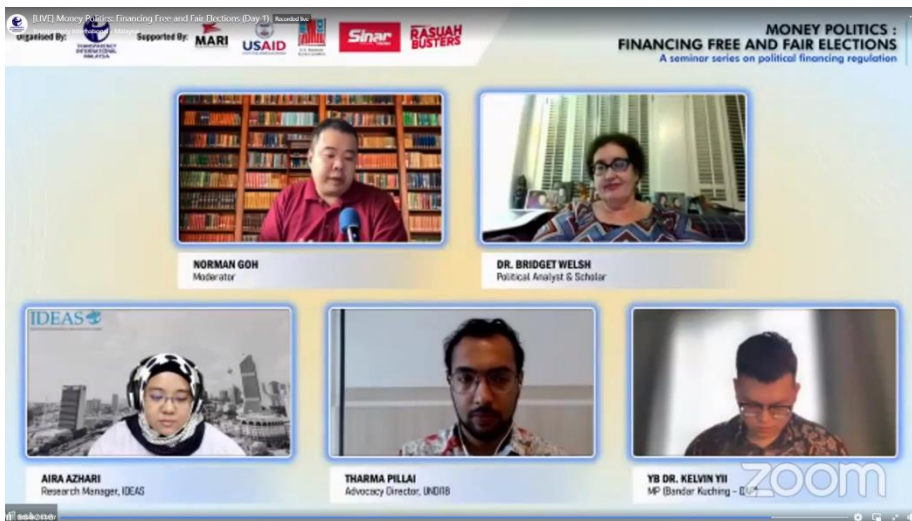 [LIVE] Money Politics: Financing Free and Fair Elections (Day 1) Recorded live
Organised By:
TRANSPARENCY
INTERNATIONAL
MALAYSIA
Supported By:
MARI
USAID
Sinar
RASUAH
BUSTERS
MONEY POLITICS :
FINANCING FREE AND FAIR ELECTIONS
A seminar series on political financing regulation
NORMAN GOH
Moderator
DR. BRIDGET WELSH
Political Analyst & Scholar
IDEAS
AIRA AZHARI
Research Manager, IDEAS
THARMA PILLAI
Advocacy Director, UNDI18
YB DR. KELVIN YII
MP (Bandar Kuching -
zoom